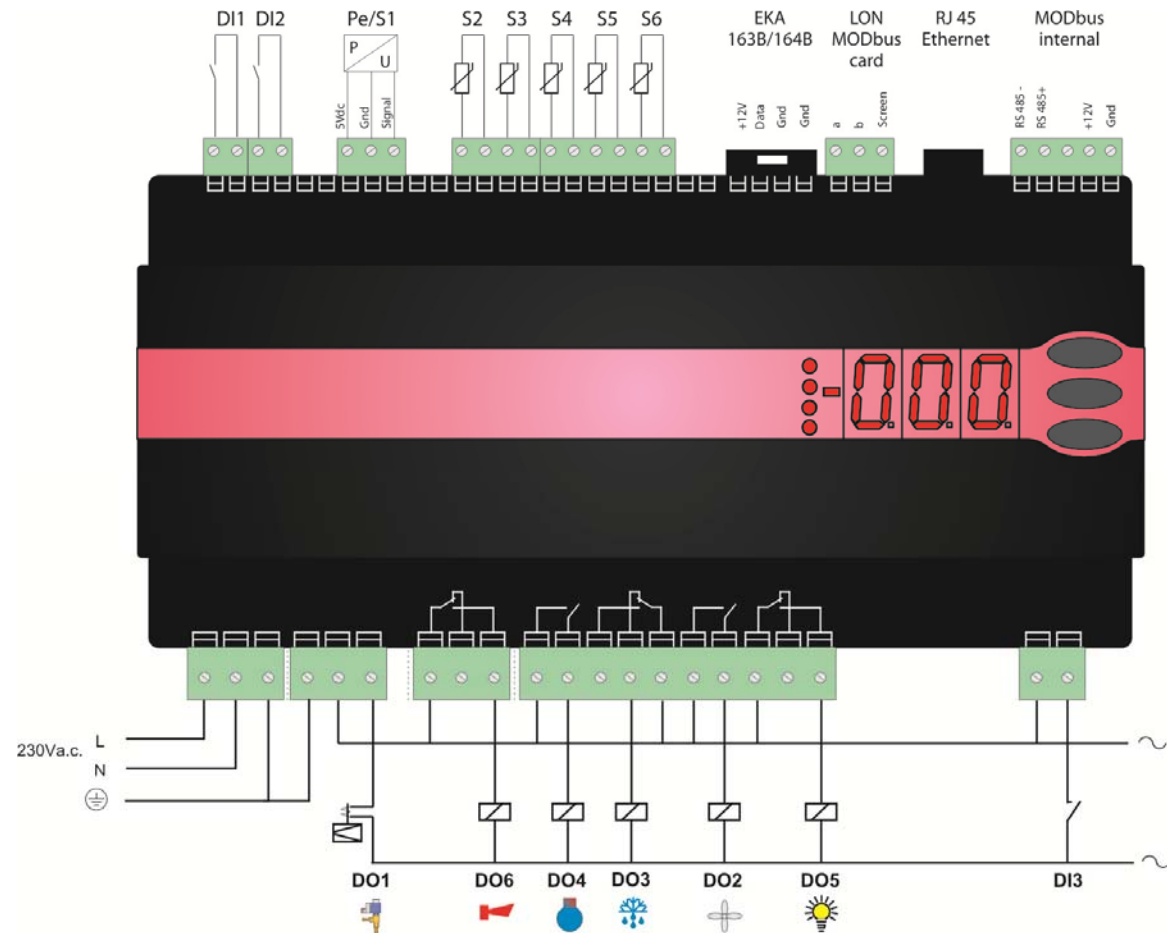 DI1 DI2 Pe/S1 S2 S3 S4 S5 S6 EKA LON RJ 45 MODbus
163B/164B MODbus Ethernet internal
card
P
U
5Vdc Gnd Signal +12V Data Gnd Gnd a b Screen RS 485 - RS 485+ +12V Gnd
-0.0.0.
230Va.c. L
N
DO1 DO6 DO4 DO3 DO2 DO5 DI3